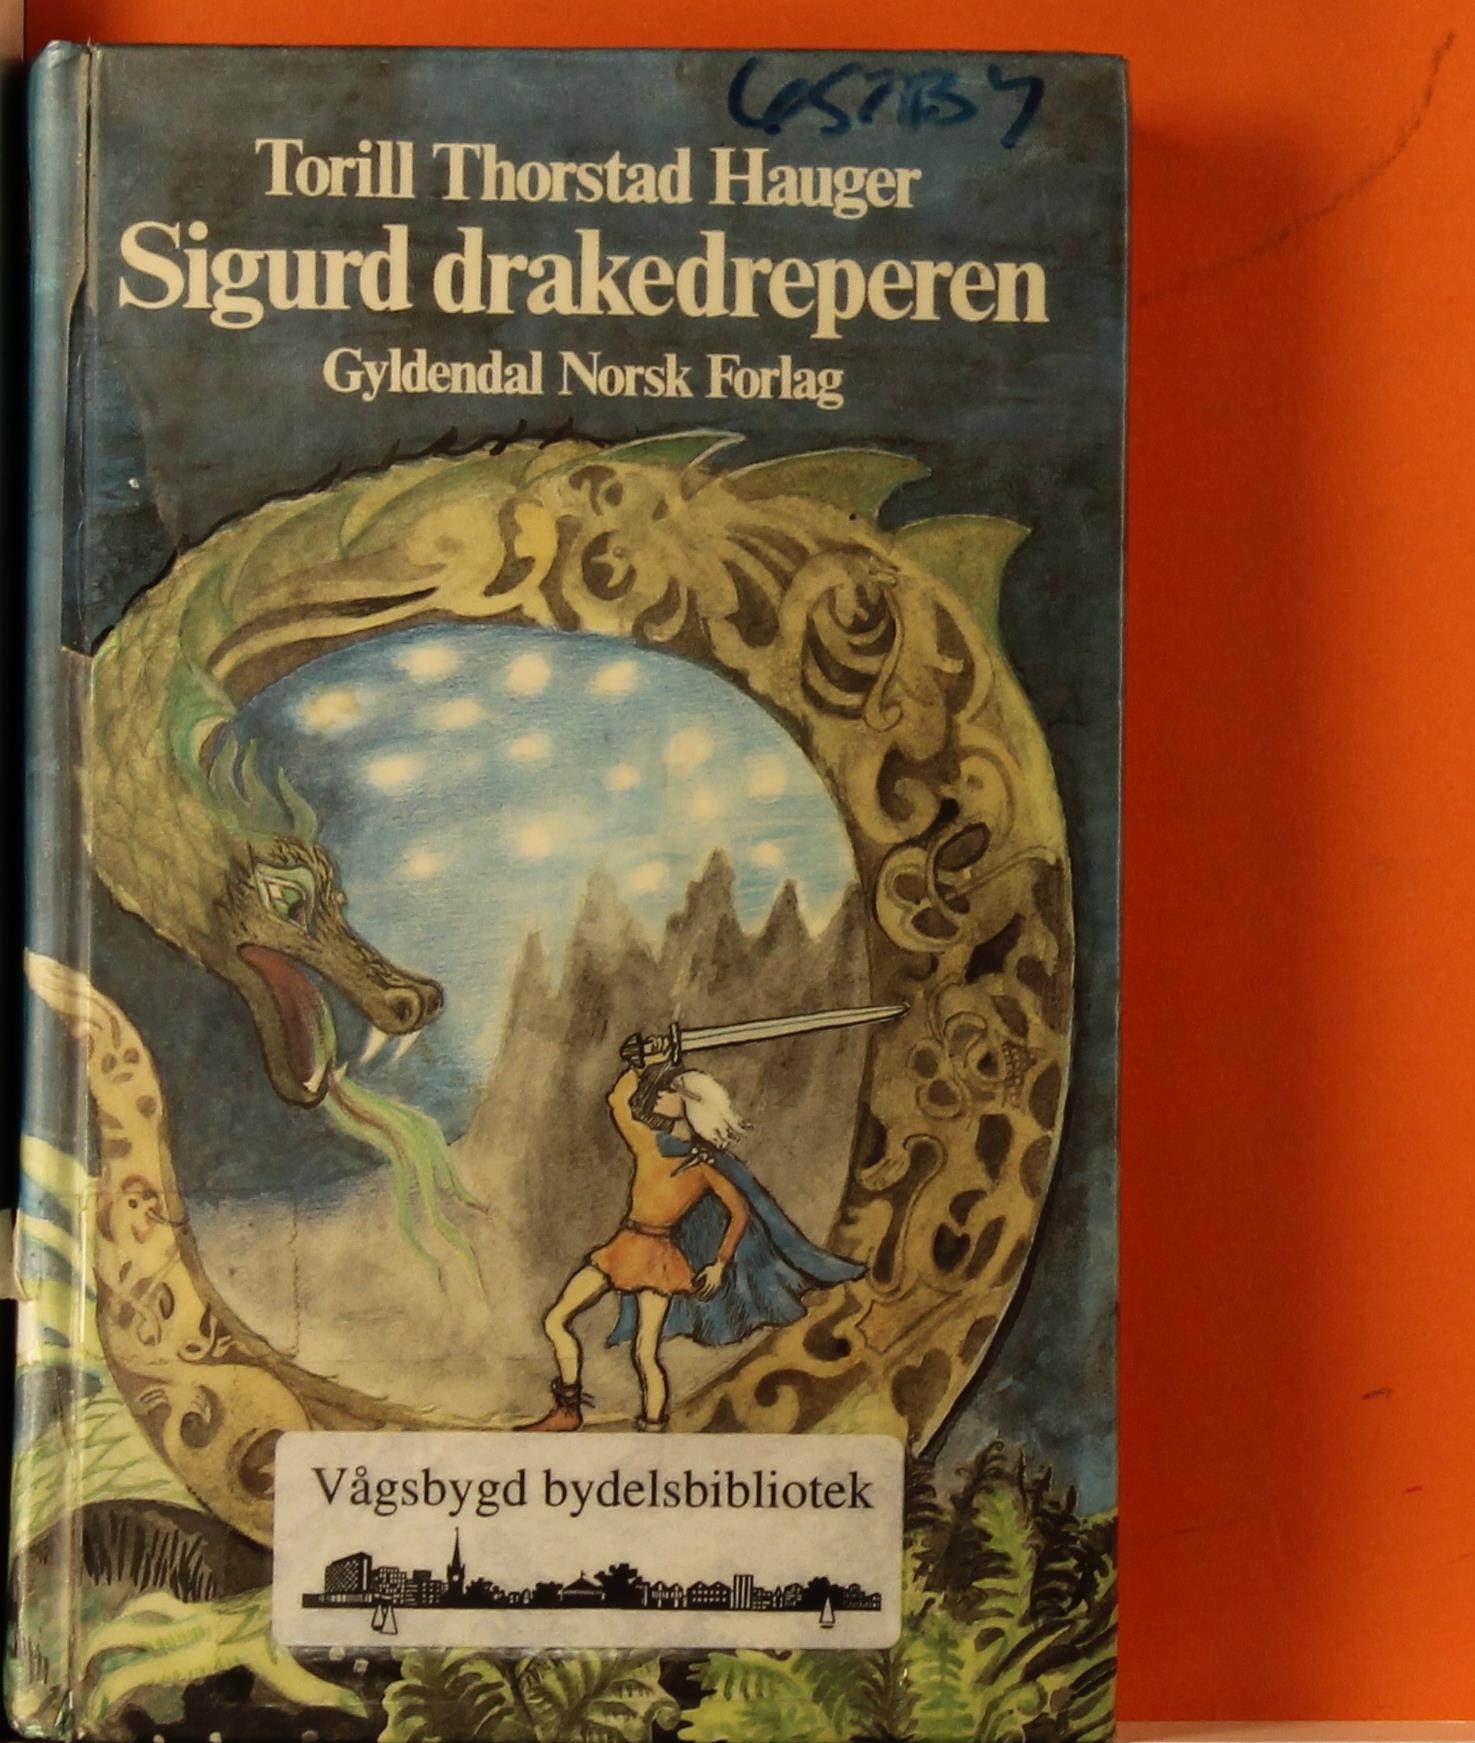 Torill Thorstad Hauger
Sigurd drakedreperen
Gyldendal Norsk Forlag
Vågsbygd bydelsbibliotek